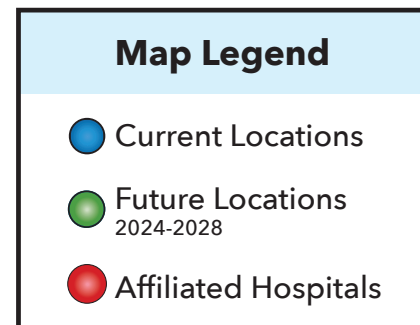 Map Legend
Current Locations
Future Locations
2024-2028
Affiliated Hospitals